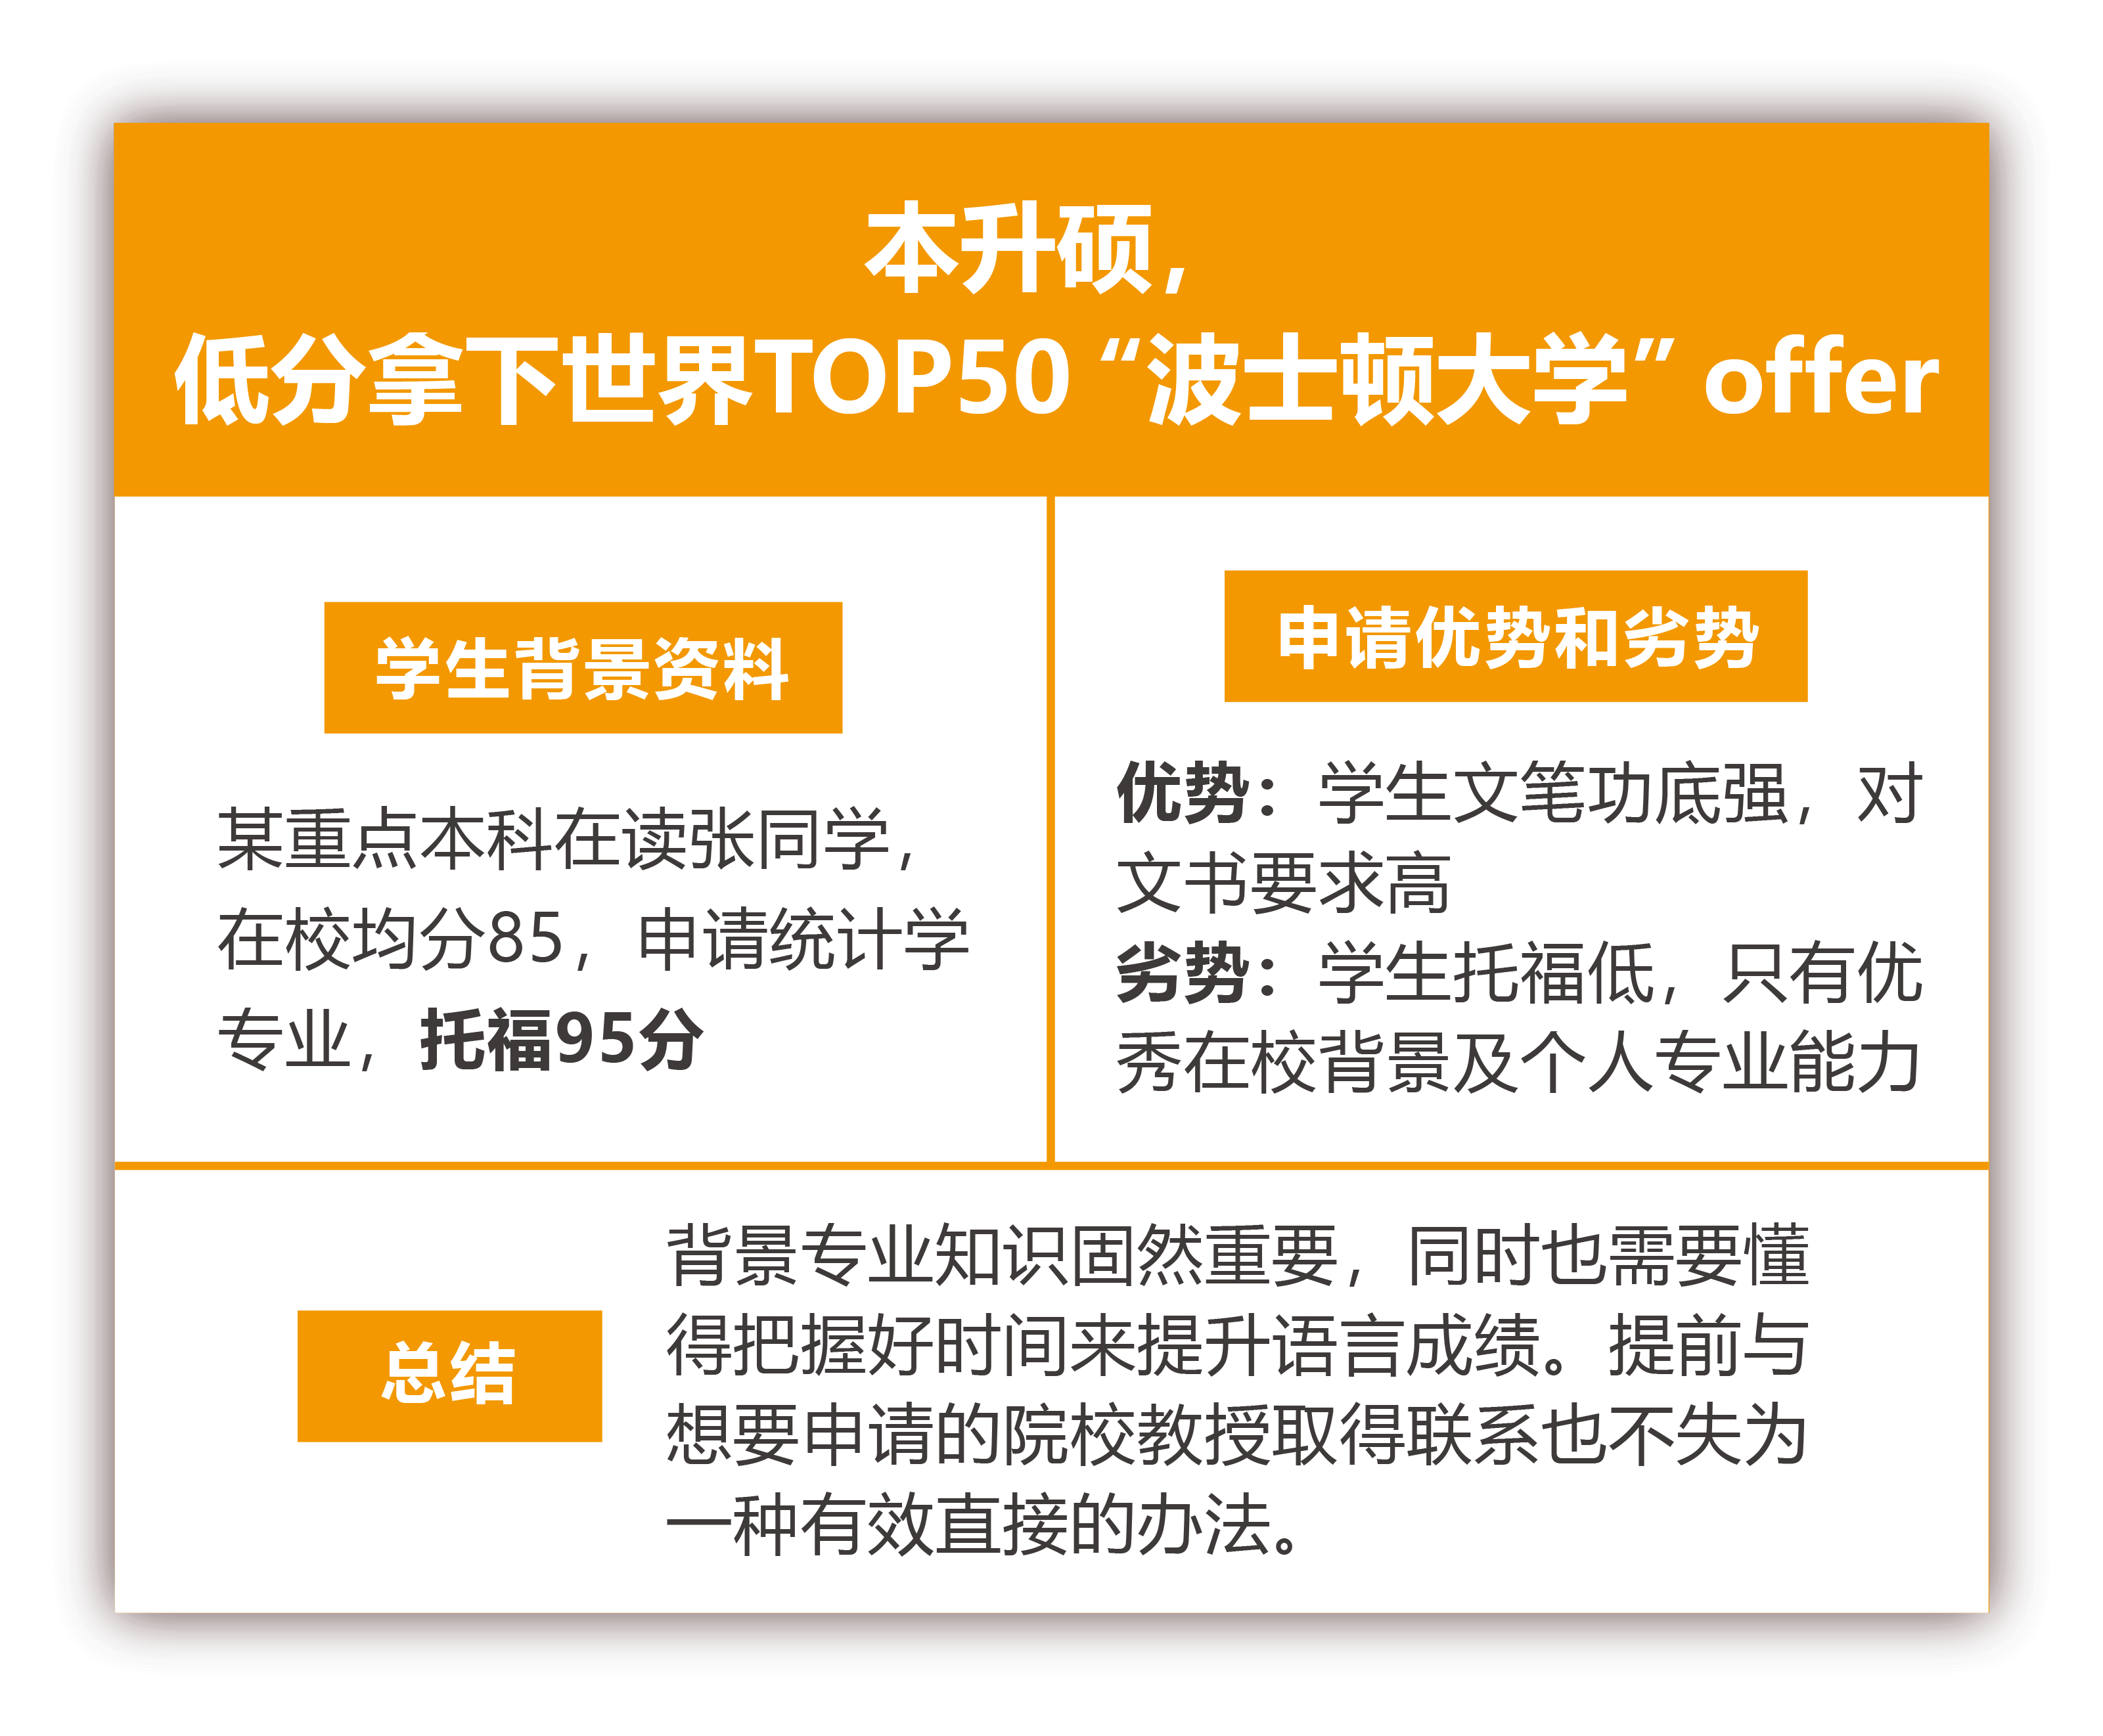 本升硕，
低分拿下世界TOP50 “波士顿大学” offer
学生背景资料
某重点本科在读张同学，
在校均分85，申请统计学
专业，托福95分
申请优势和劣势
优势：学生文笔功底强，对
文书要求高
劣势：学生托福低，只有优
秀在校背景及个人专业能力
总结
背景专业知识固然重要，同时也需要懂
得把握好时间来提升语言成绩。提前与
想要申请的院校教授取得联系也不失为
一种有效直接的办法。